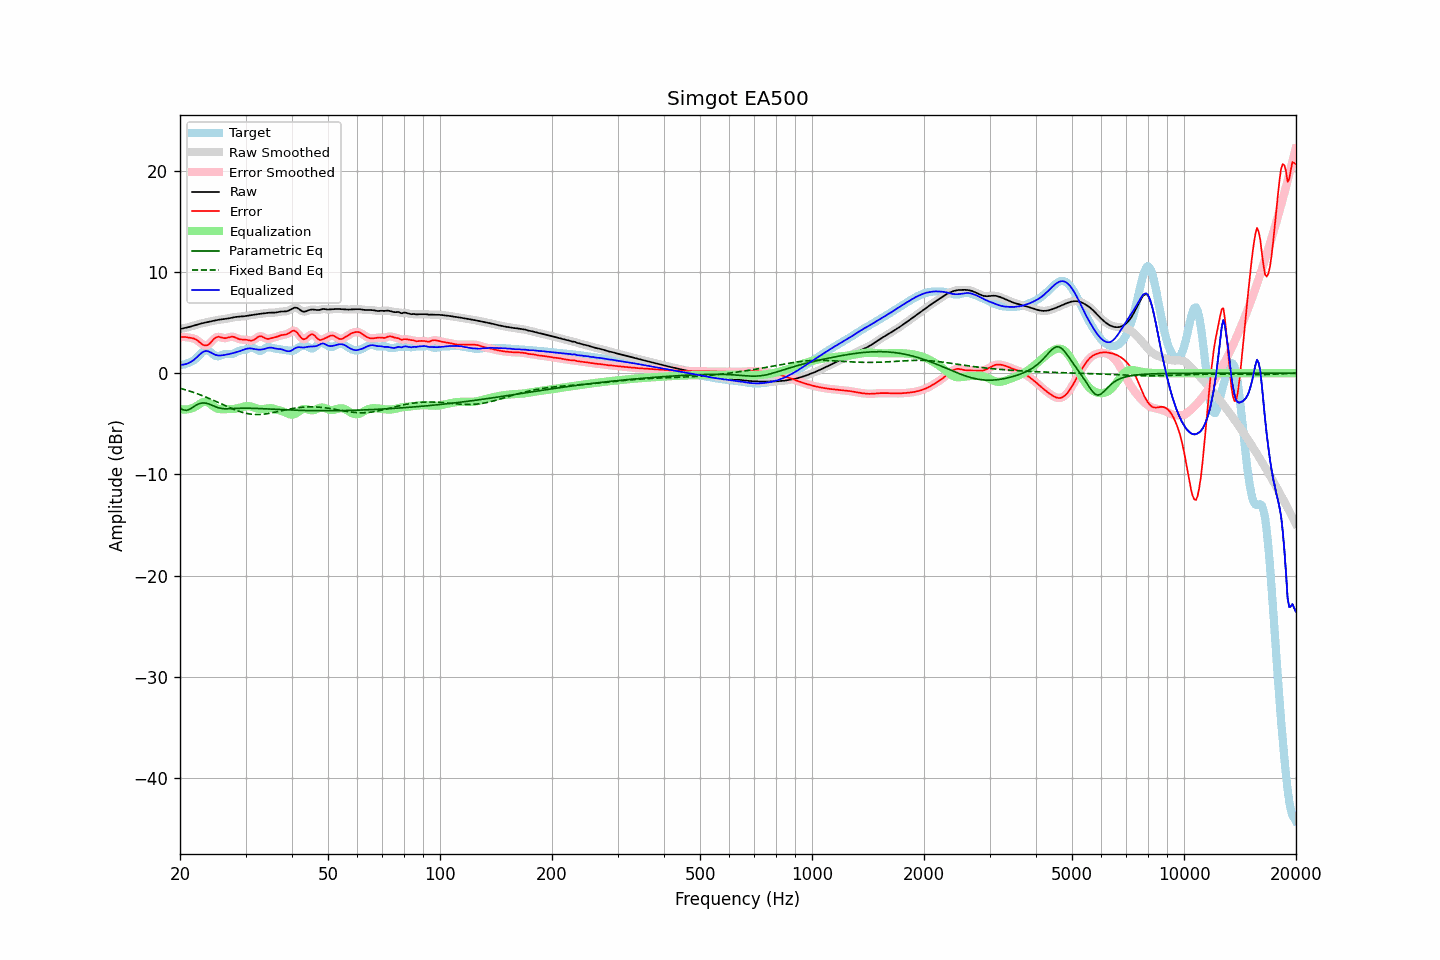 Simgot EA500
Target
Raw Smoothed
Error Smoothed
Raw
Error
Equalization
Parametric Eq
Fixed Band Eq
Equalized
20
10
0
−10
−20
−30
−40
Amplitude (dBr)
20
50
100
200
500
1000
2000
5000
10000
20000
Frequency (Hz)